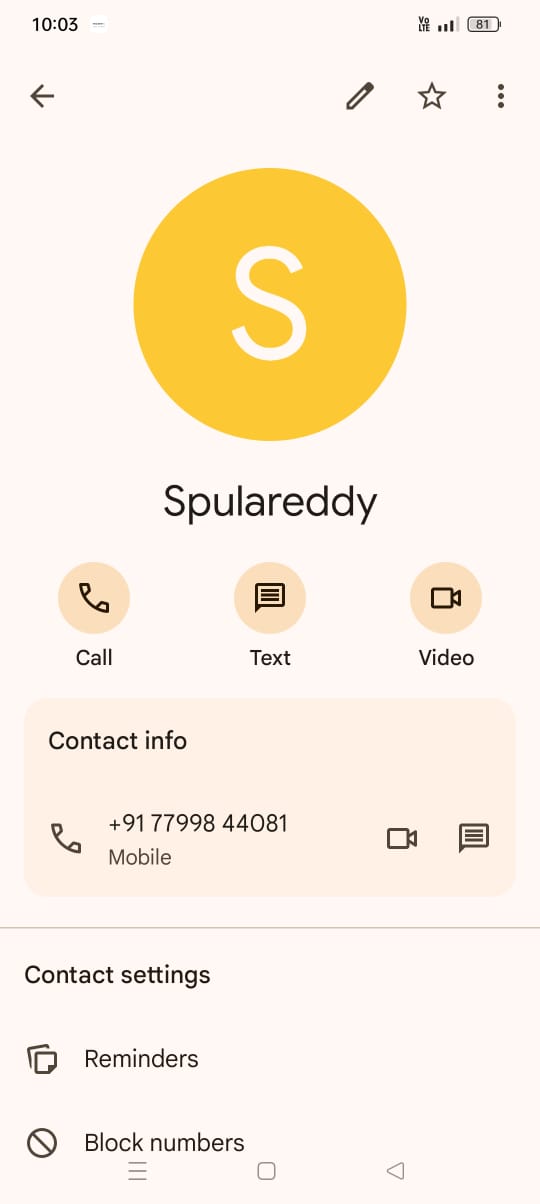 10:03
Vo LTE
81
S
Spulareddy
Call Text Video
Contact info
+91 77998 44081
Mobile
Contact settings
Reminders
Block numbers